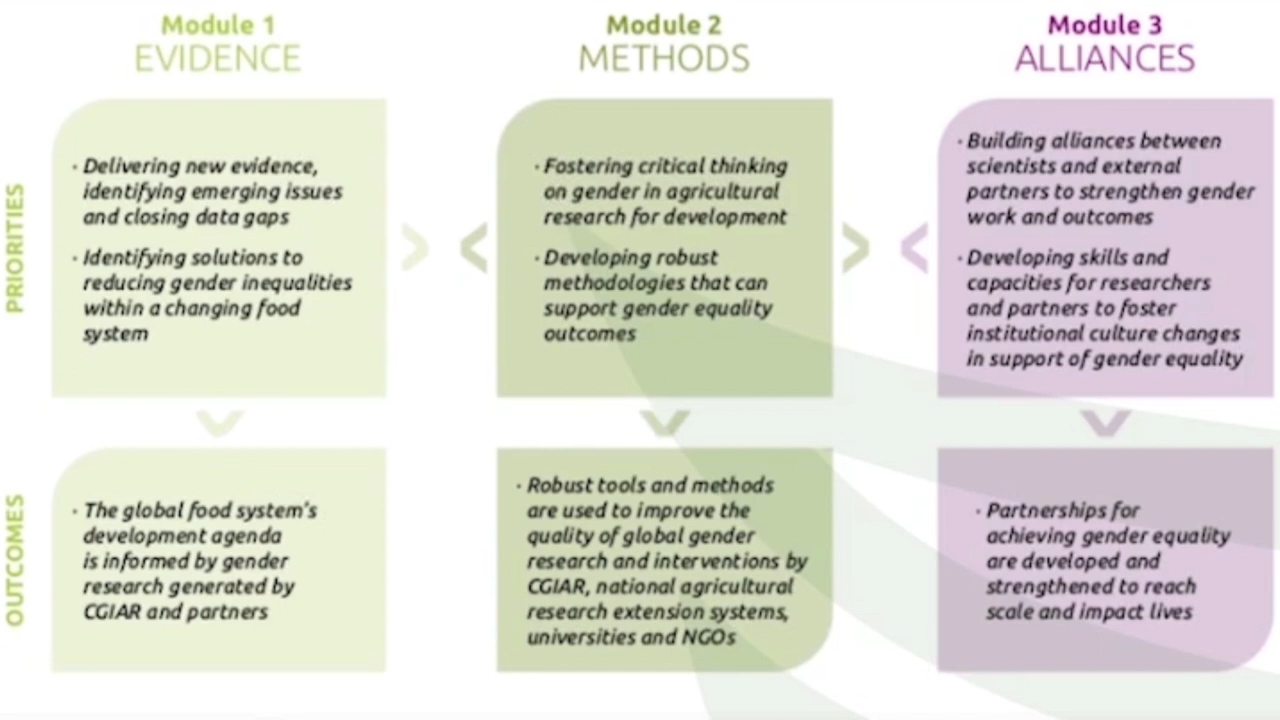 Module 1
EVIDENCE
Module 2
METHODS
Module 3
ALLIANCES
PRIORITIES
· Delivering new evidence,
identifying emerging issues
and closing data gaps
· Identifying solutions to
reducing gender inequalities
within a changing food
system
· Fostering critical thinking
on gender in agricultural
research for development
· Developing robust
methodologies that can
support gender equality
outcomes
· Building alliances between
scientists and external
partners to strengthen gender
work and outcomes
· Developing skills and
capacities for researchers
and partners to foster
institutional culture changes
in support of gender equality
OUTCOMES
· The global food system's
development agenda
is informed by gender
research generated by
CGIAR and partners
· Robust tools and methods
are used to improve the
quality of global gender
research and interventions by
CGIAR, national agricultural
research extension systems,
universities and NGOs
· Partnerships for
achieving gender equality
are developed and
strengthened to reach
scale and impact lives